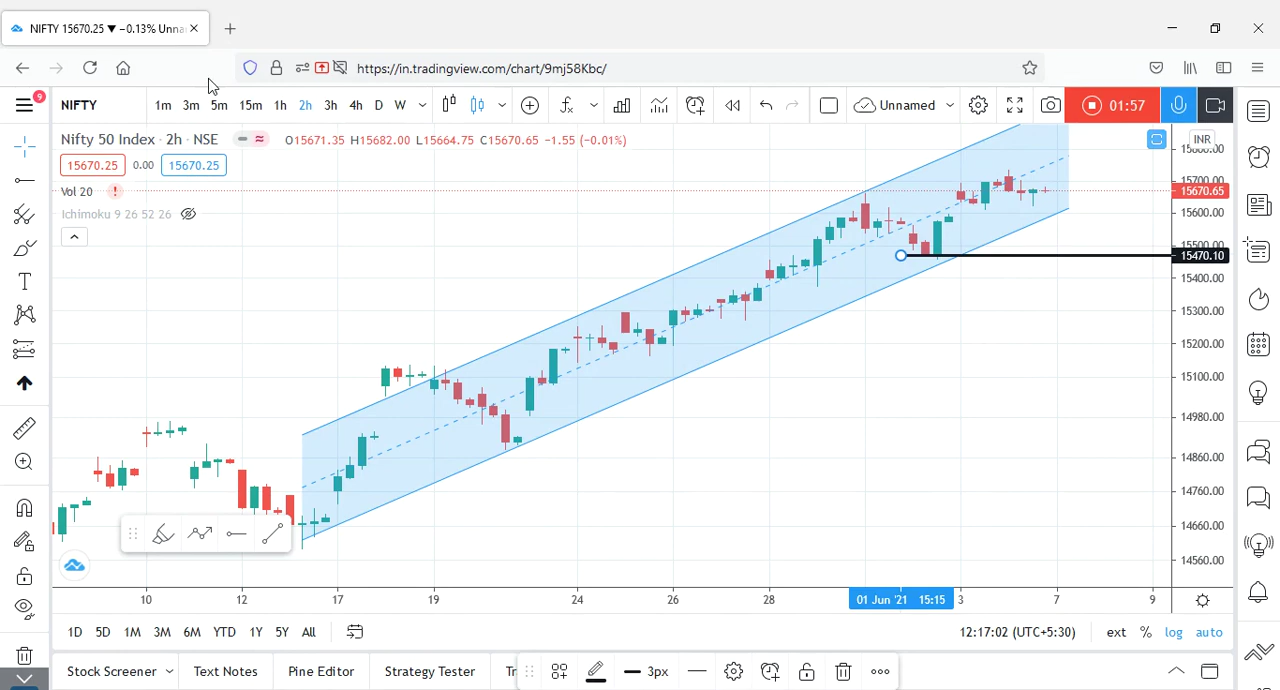 NIFTY 15670.25 ▼ −0.13% Unna
https://in.tradingview.com/chart/9mj58Kbc/
9
NIFTY 1m 3m 5m 15m 1h 2h 3h 4h D W Unnamed 01:57
Nifty 50 Index · 2h · NSE O15671.35 H15682.00 L15664.75 C15670.65 −1.55 (−0.01%) INR
15800.00
15670.25 0.00 15670.25
15700.00
Vol 20 ! 15670.65
Ichimoku 9 26 52 26
15600.00
15500.00
15470.10
15400.00
15300.00
15200.00
15100.00
14980.00
14860.00
14760.00
14660.00
14560.00
10 12 17 19 24 26 28 01 Jun '21 15:15 3 7 9
1D 5D 1M 3M 6M YTD 1Y 5Y All 12:17:02 (UTC+5:30) ext % log auto
Stock Screener Text Notes Pine Editor Strategy Tester Tr 3px